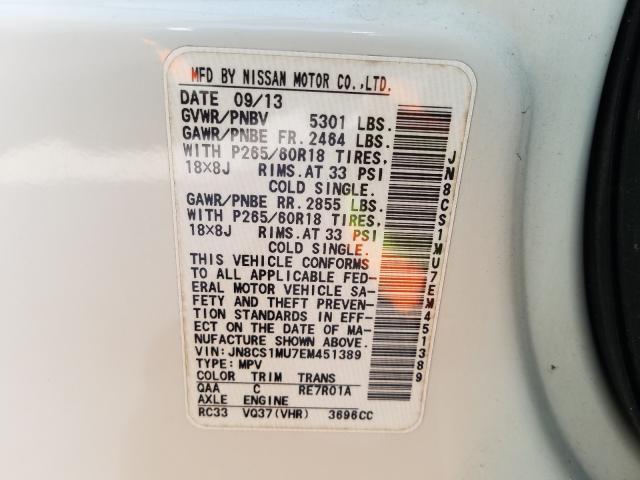 MFD BY NISSAN MOTOR CO.,LTD.
DATE 09/13
GVWR/PNBV 5301 LBS.
GAWR/PNBE FR. 2464 LBS.
WITH P265/60R18 TIRES,
18×8J RIMS.AT 33 PSI
COLD SINGLE.
GAWR/PNBE RR. 2855 LBS.
WITH P265/60R18 TIRES,
18×8J RIMS.AT 33 PSI
COLD SINGLE.
THIS VEHICLE CONFORMS
TO ALL APPLICABLE FED-
ERAL MOTOR VEHICLE SA-
FETY AND THEFT PREVEN-
TION STANDARDS IN EFF-
ECT ON THE DATE OF MA-
NUFACTURE SHOWN ABOVE.
VIN: JN8CS1MU7EM451389
TYPE: MPV
COLOR TRIM TRANS
QAA C RE7R01A
AXLE ENGINE
RC33 VQ37(VHR) 3696CC
JN8CS1MU7EM451389